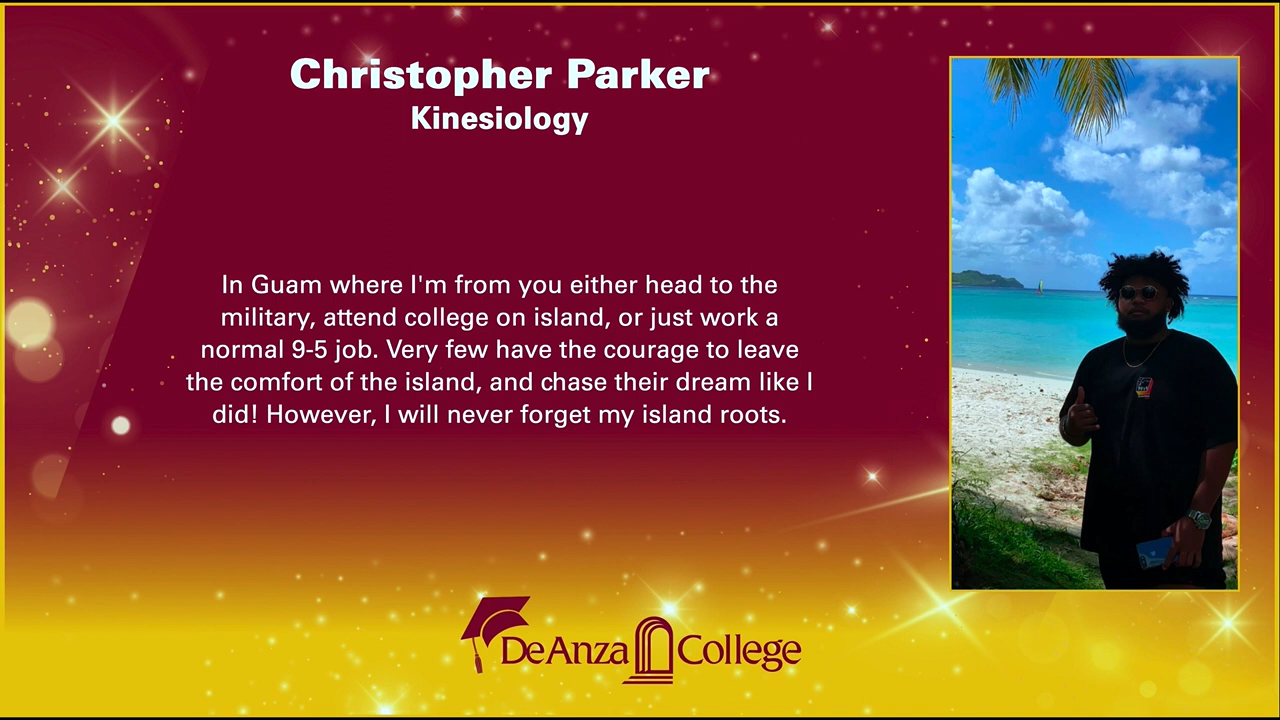 Christopher Parker
Kinesiology
In Guam where I'm from you either head to the
military, attend college on island, or just work a
normal 9-5 job. Very few have the courage to leave
the comfort of the island, and chase their dream like I
did! However, I will never forget my island roots.
DeAnza College